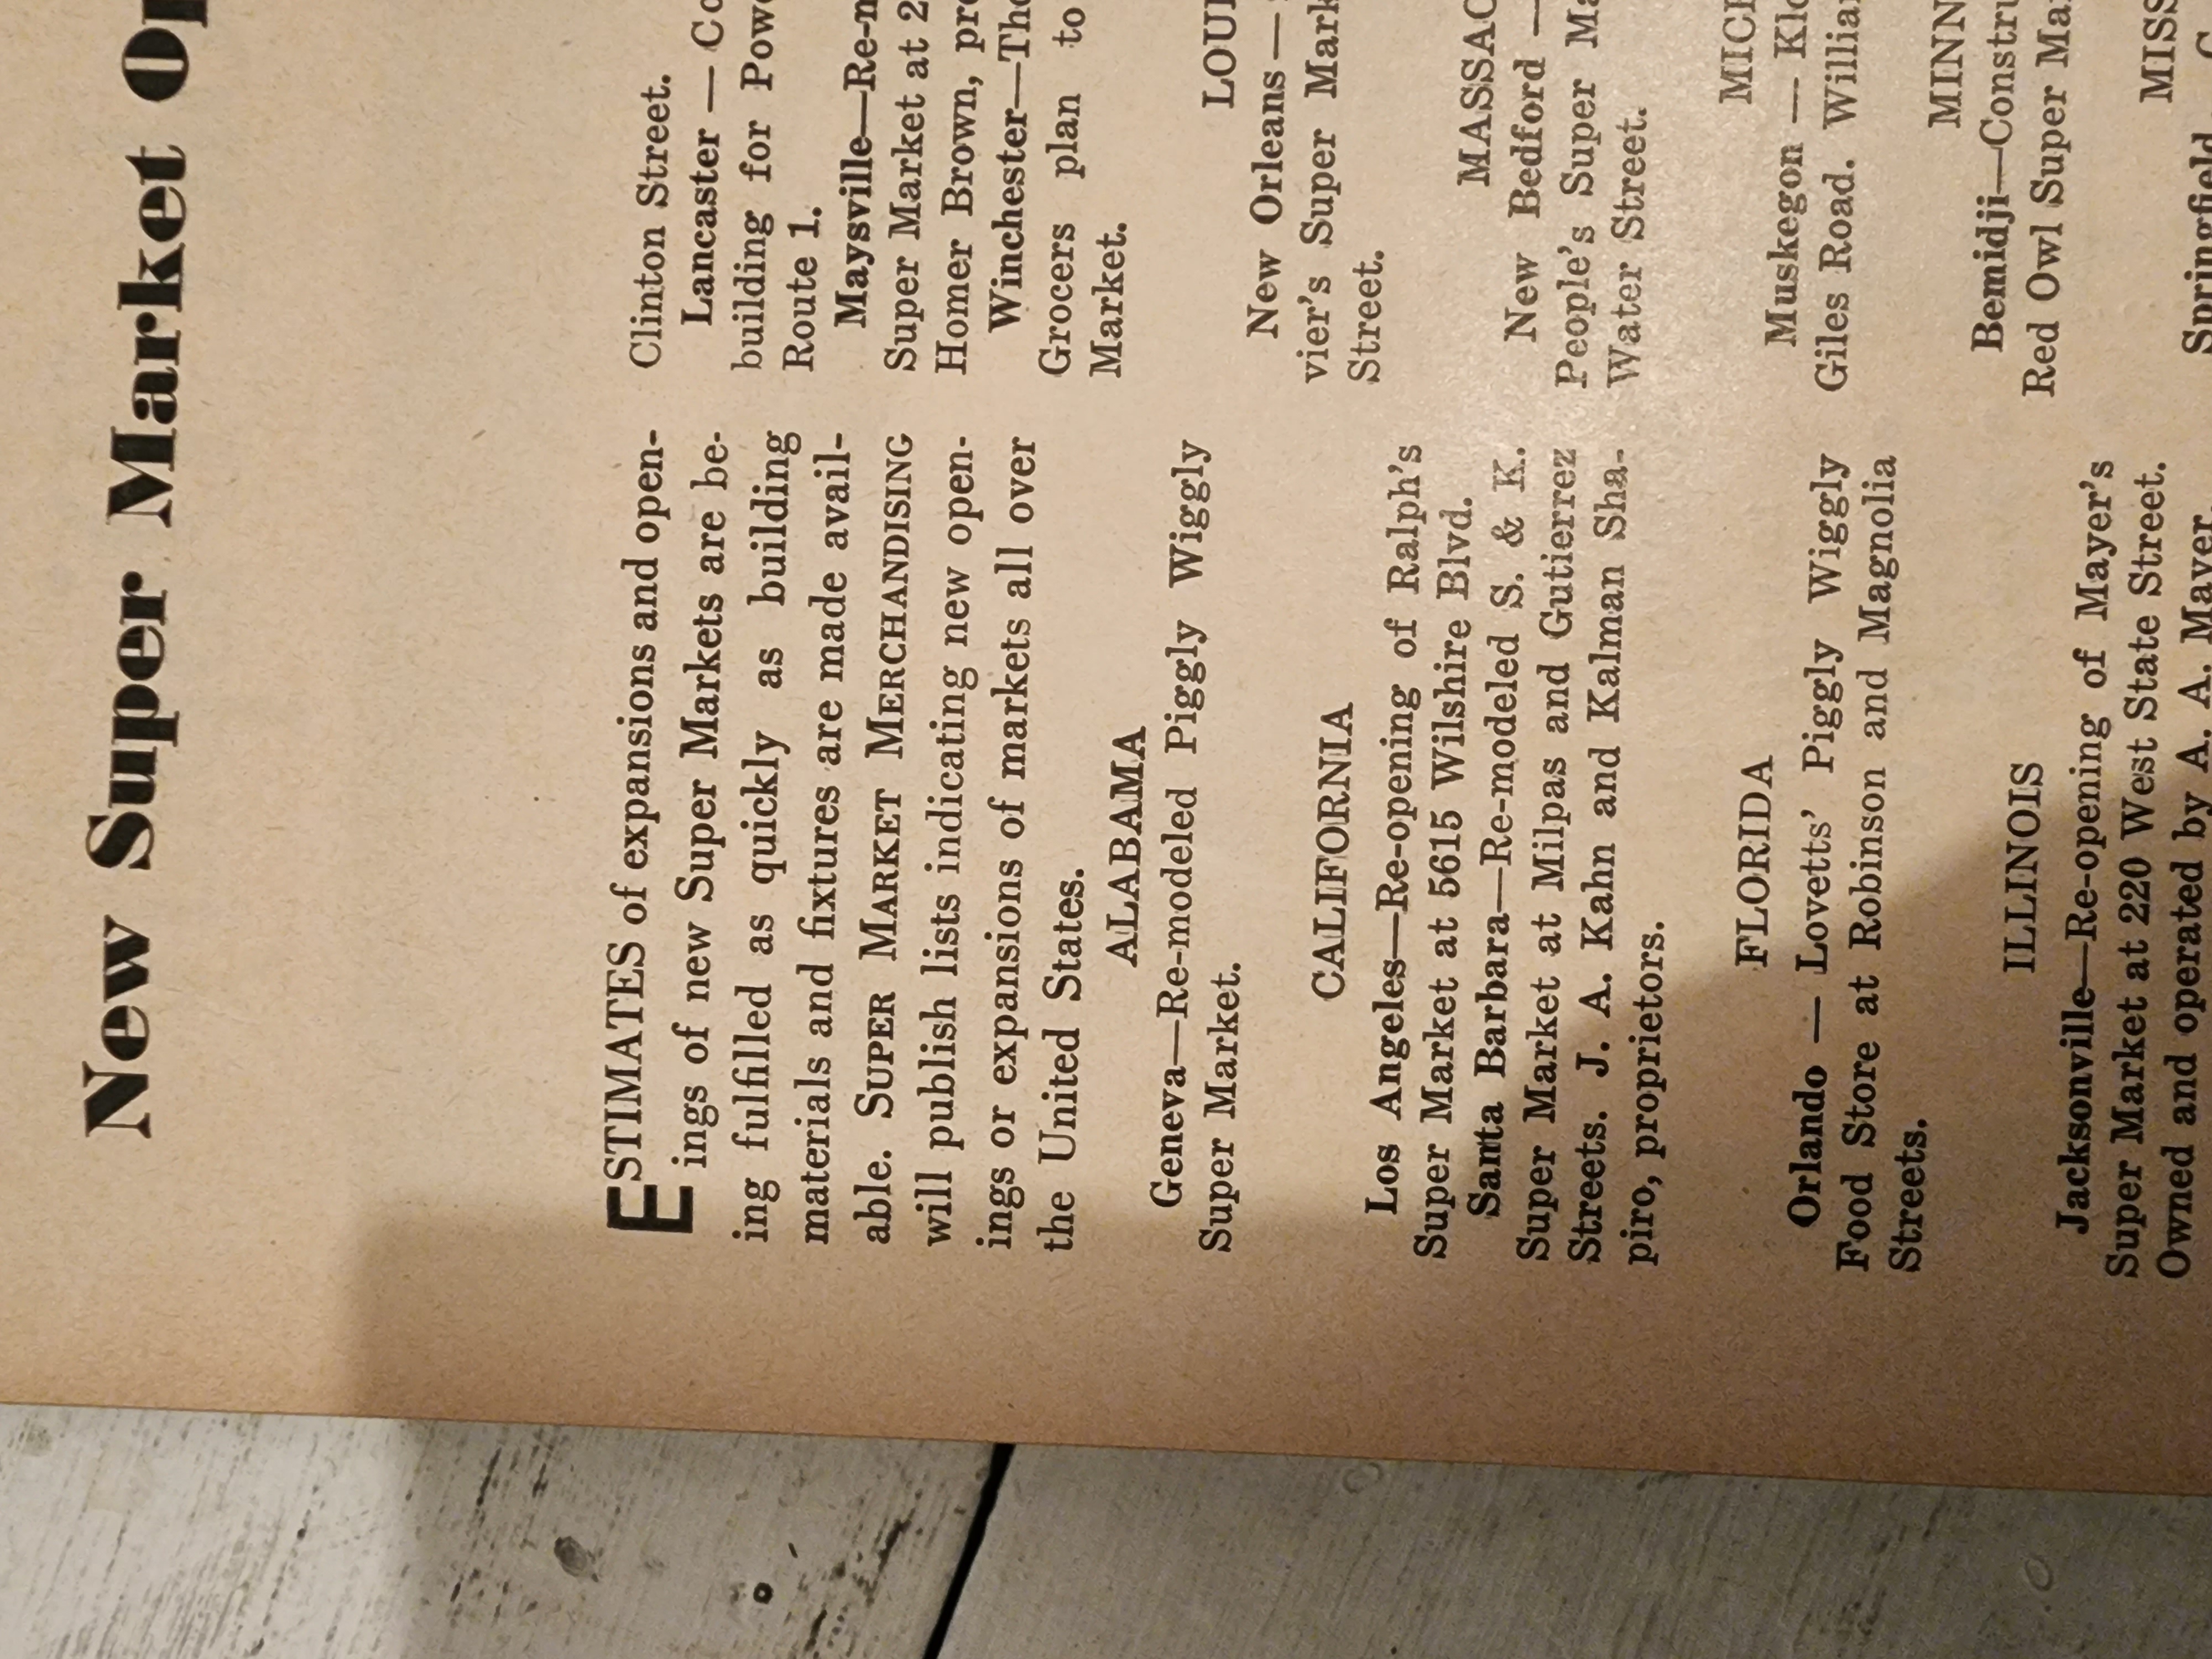 New Super Market
ESTIMATES of expansions and open-
ings of new Super Markets are be-
ing fulfilled as quickly as building
materials and fixtures are made avail-
able. SUPER MARKET MERCHANDISING
will publish lists indicating new open-
ings or expansions of markets all over
the United States.
ALABAMA
Geneva—Re-modeled Piggly Wiggly
Super Market.
CALIFORNIA
Los Angeles—Re-opening of Ralph's
Super Market at 5615 Wilshire Blvd.
Santa Barbara—Re-modeled S. & K.
Super Market at Milpas and Gutierrez
Streets. J. A. Kahn and Kalman Sha-
piro, proprietors.
FLORIDA
Orlando — Lovetts' Piggly Wiggly
Food Store at Robinson and Magnolia
Streets.
ILLINOIS
Jacksonville—Re-opening of Mayer's
Super Market at 220 West State Street.
Owned and operated by A. A. Mayer.
Clinton Street.
Lancaster —
building for
Route 1.
Maysville—
Super Market at
Homer Brown,
Winchester—
Grocers plan to
Market.
New Orleans —
vier's Super
Street.
New Bedford —
People's Super
Water Street.
Muskegon —
Giles Road.
Bemidji—
Red Owl Super
Springfield